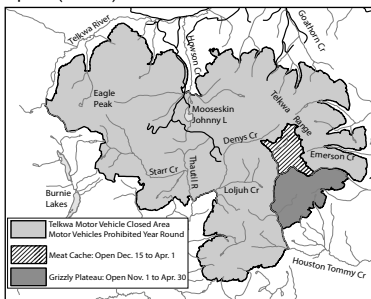 Telkwa River
Howson Cr
Goathorn Cr
Eagle
Peak
Mooseskin
Johnny L
Telkwa Range
Denys Cr
Emerson Cr
Starr Cr
Thautil R
Loljuh Cr
Burnie
Lakes
Telkwa Motor Vehicle Closed Area
Motor Vehicles Prohibited Year Round
Meat Cache: Open Dec. 15 to Apr. 1
Grizzly Plateau: Open Nov. 1 to Apr. 30
Houston Tommy Cr